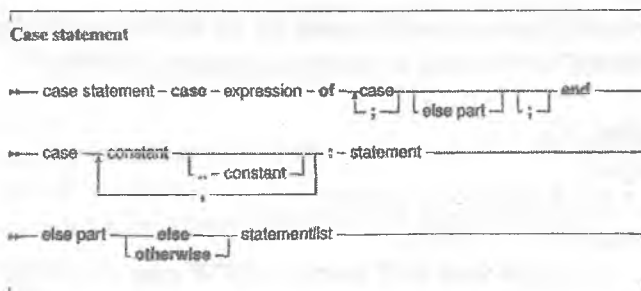 Case statement
case statement – case – expression – of case end
; else part ;
case constant : – statement
.. – constant
,
else part else statementlist
otherwise